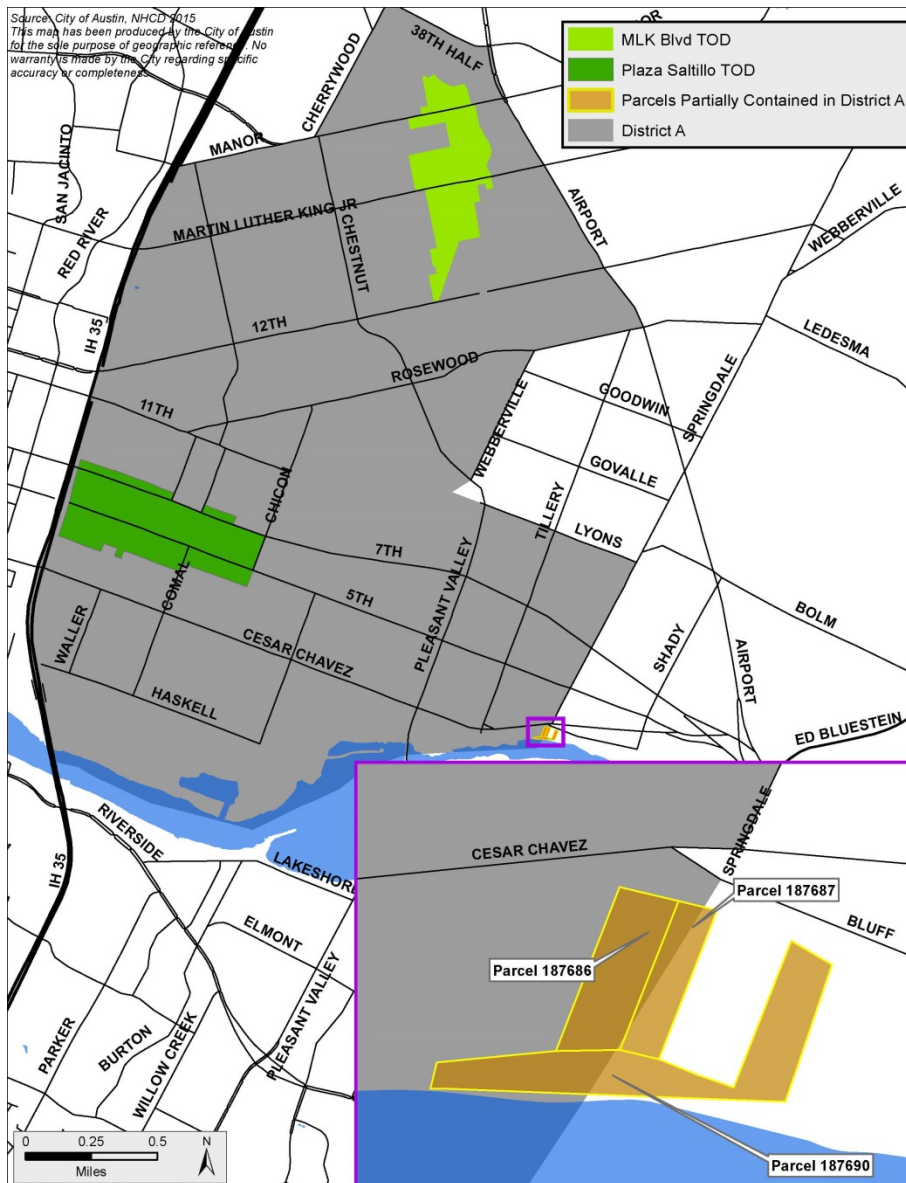 Source: City of Austin, NHCD 2015
This map has been produced by the City of Austin
for the sole purpose of geographic reference. No
warranty is made by the City regarding specific
accuracy or completeness.
MLK Blvd TOD
Plaza Saltillo TOD
Parcels Partially Contained in District A
District A
MANOR
38TH HALF
CHERRYWOOD
MANOR
SAN JACINTO
RED RIVER
MARTIN LUTHER KING JR
CHESTNUT
AIRPORT
WEBBERVILLE
IH 35
12TH
ROSEWOOD
LEDESMA
11TH
WEBBERVILLE
GOODWIN
SPRINGDALE
GOVALLE
CHICON
TILLERY
LYONS
7TH
COMAL
5TH
PLEASANT VALLEY
BOLM
WALLER
CESAR CHAVEZ
SHADY
AIRPORT
HASKELL
ED BLUESTEIN
RIVERSIDE
LAKESHORE
IH 35
ELMONT
PLEASANT VALLEY
PARKER
BURTON
WILLOW CREEK
CESAR CHAVEZ
SPRINGDALE
Parcel 187687
BLUFF
Parcel 187686
Parcel 187690
0 0.25 0.5
Miles
N